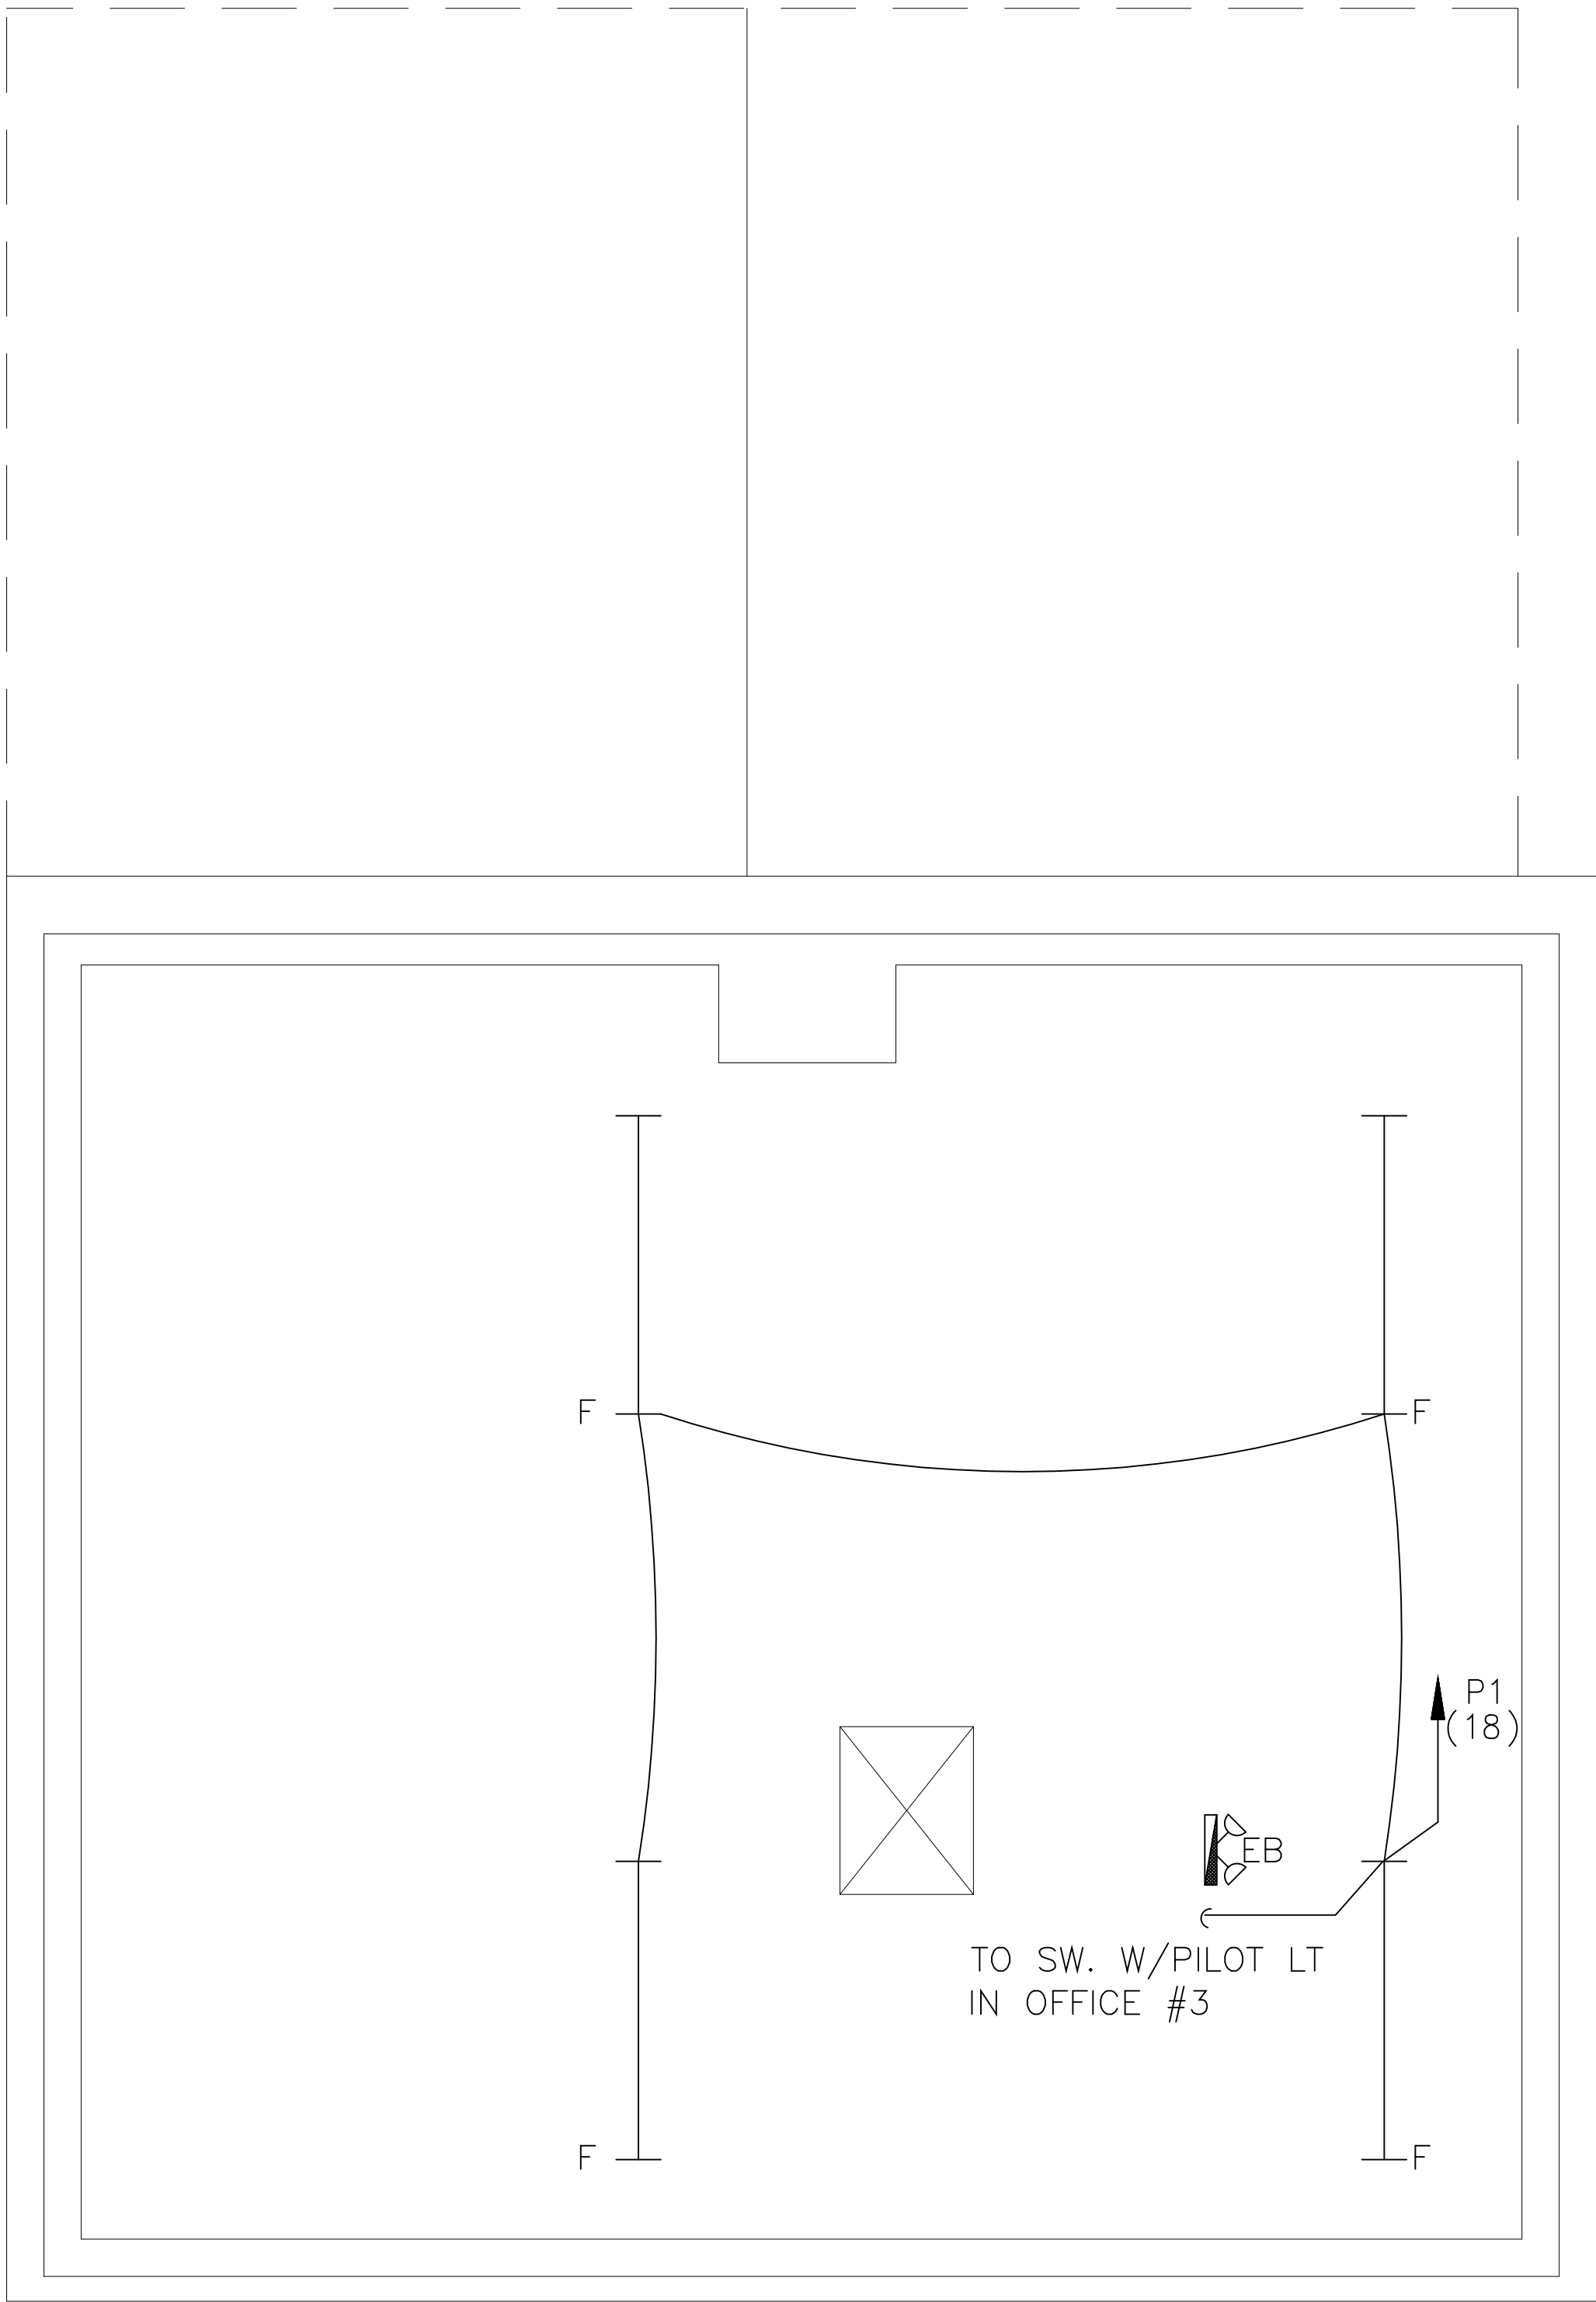 F
F
P1
(18)
EB
TO SW. W/PILOT LT
IN OFFICE #3
F
F